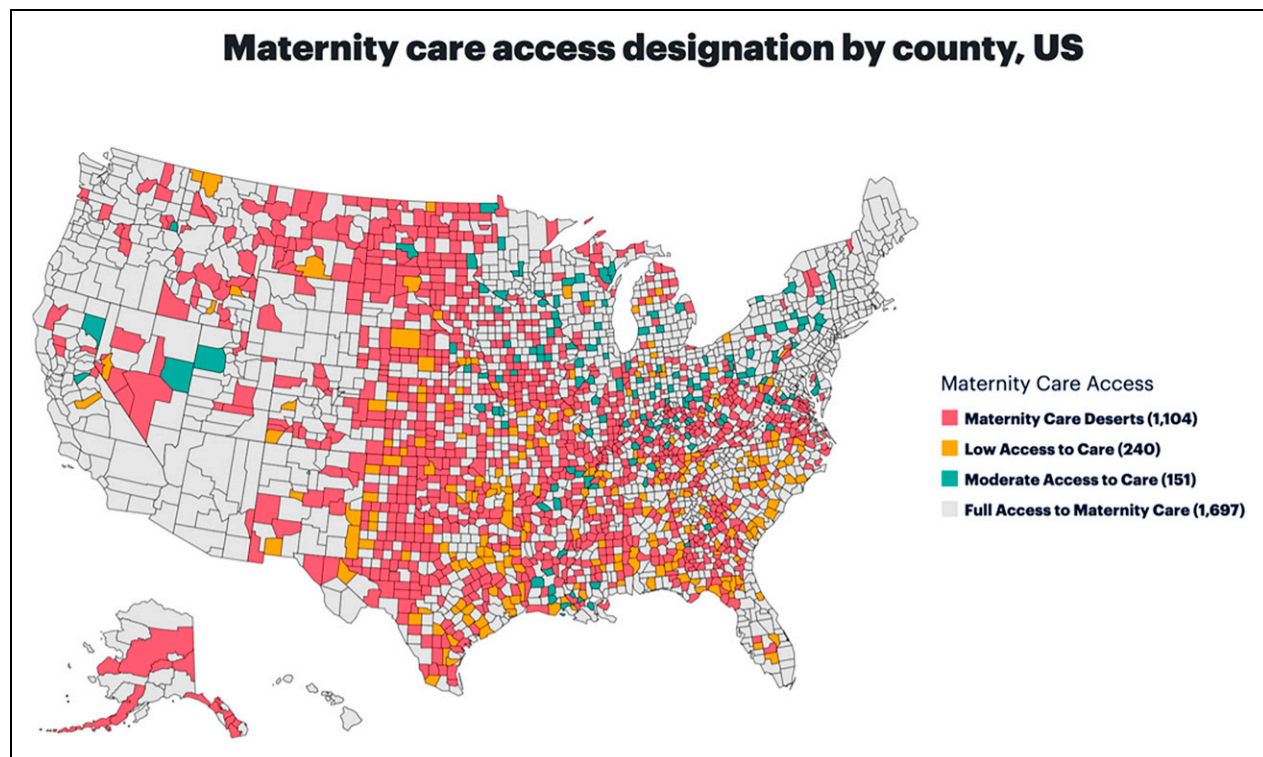 Maternity care access designation by county, US
Maternity Care Access
Maternity Care Deserts (1,104)
Low Access to Care (240)
Moderate Access to Care (151)
Full Access to Maternity Care (1,697)